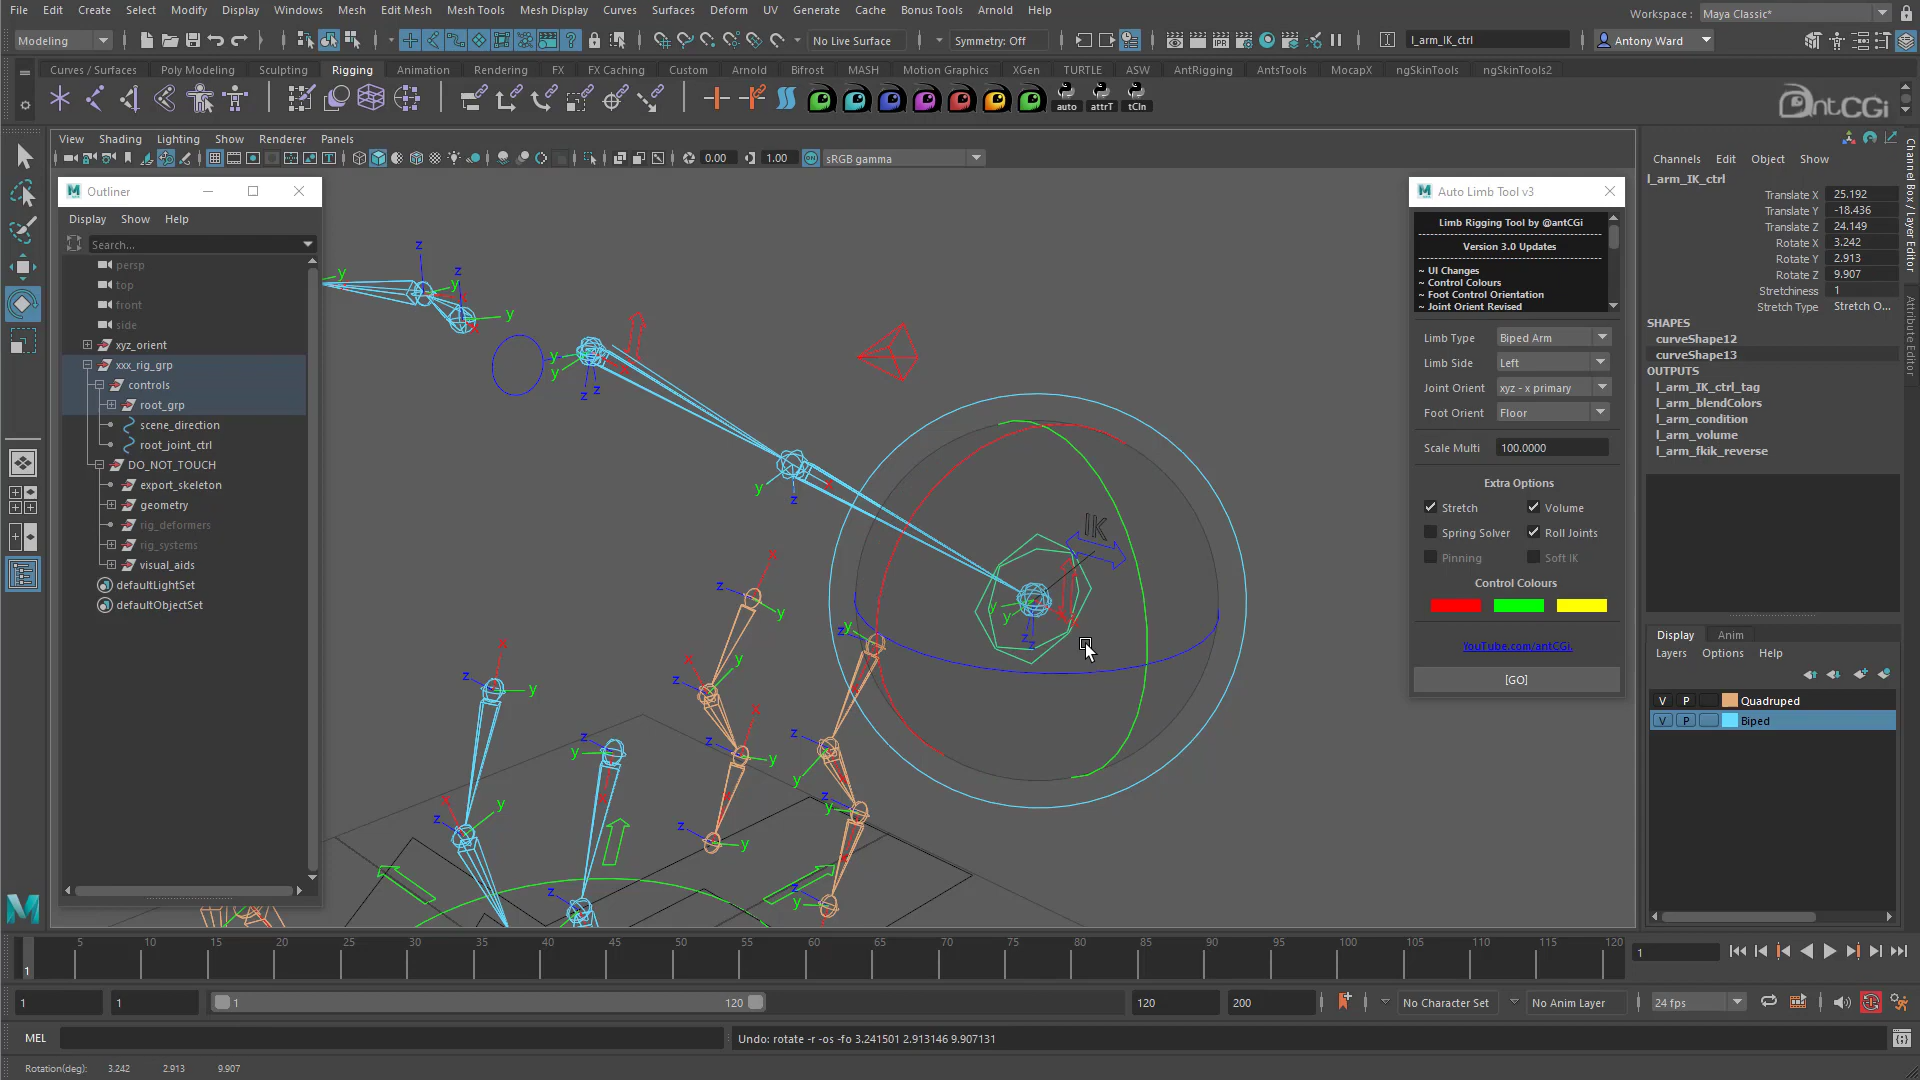 File Edit Create Select Modify Display Windows Mesh Edit Mesh Mesh Tools Mesh Display Curves Surfaces Deform UV Generate Cache Bonus Tools Arnold Help
Workspace : Maya Classic*
Modeling
No Live Surface
Symmetry: Off
l_arm_IK_ctrl
Antony Ward
Curves / Surfaces Poly Modeling Sculpting Rigging Animation Rendering FX FX Caching Custom Arnold Bifrost MASH Motion Graphics XGen TURTLE ASW AntRigging AntsTools MocapX ngSkinTools ngSkinTools2
IPR
auto attrT tCln
antCGi
View Shading Lighting Show Renderer Panels
0.00 1.00 ON sRGB gamma
Outliner
Display Show Help
Search...
persp
top
front
side
xyz_orient
xxx_rig_grp
controls
root_grp
scene_direction
root_joint_ctrl
DO_NOT_TOUCH
export_skeleton
geometry
rig_deformers
rig_systems
visual_aids
defaultLightSet
defaultObjectSet
IK
Auto Limb Tool v3
Limb Rigging Tool by @antCGi
Version 3.0 Updates
~ UI Changes
~ Control Colours
~ Foot Control Orientation
~ Joint Orient Revised
Limb Type Biped Arm
Limb Side Left
Joint Orient xyz - x primary
Foot Orient Floor
Scale Multi 100.0000
Extra Options
Stretch Volume
Spring Solver Roll Joints
Pinning Soft IK
Control Colours
YouTube.com/antCGi.
[GO]
Channels Edit Object Show
l_arm_IK_ctrl
Translate X 25.192
Translate Y -18.436
Translate Z 24.149
Rotate X 3.242
Rotate Y 2.913
Rotate Z 9.907
Stretchiness 1
Stretch Type Stretch O...
SHAPES
curveShape12
curveShape13
OUTPUTS
l_arm_IK_ctrl_tag
l_arm_blendColors
l_arm_condition
l_arm_volume
l_arm_fkik_reverse
Channel Box / Layer Editor
Attribute Editor
Display Anim
Layers Options Help
V P Quadruped
V P Biped
5 10 15 20 25 30 35 40 45 50 55 60 65 70 75 80 85 90 95 100 105 110 115 120
1
1
1 1 1 120 120 200 No Character Set No Anim Layer 24 fps
MEL
Undo: rotate -r -os -fo 3.241501 2.913146 9.907131
Rotation(deg): 3.242 2.913 9.907